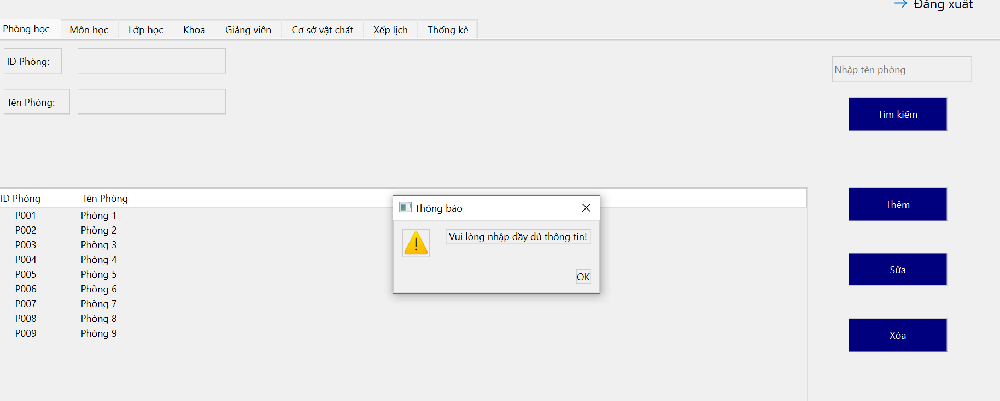 → Đăng xuất
Phòng học Môn học Lớp học Khoa Giảng viên Cơ sở vật chất Xếp lịch Thống kê
ID Phòng:
Nhập tên phòng
Tên Phòng:
Tìm kiếm
ID Phòng Tên Phòng
Thêm
P001 Phòng 1
P002 Phòng 2
P003 Phòng 3
P004 Phòng 4
P005 Phòng 5
P006 Phòng 6
P007 Phòng 7
P008 Phòng 8
P009 Phòng 9
Thông báo
Vui lòng nhập đầy đủ thông tin!
OK
Sửa
Xóa